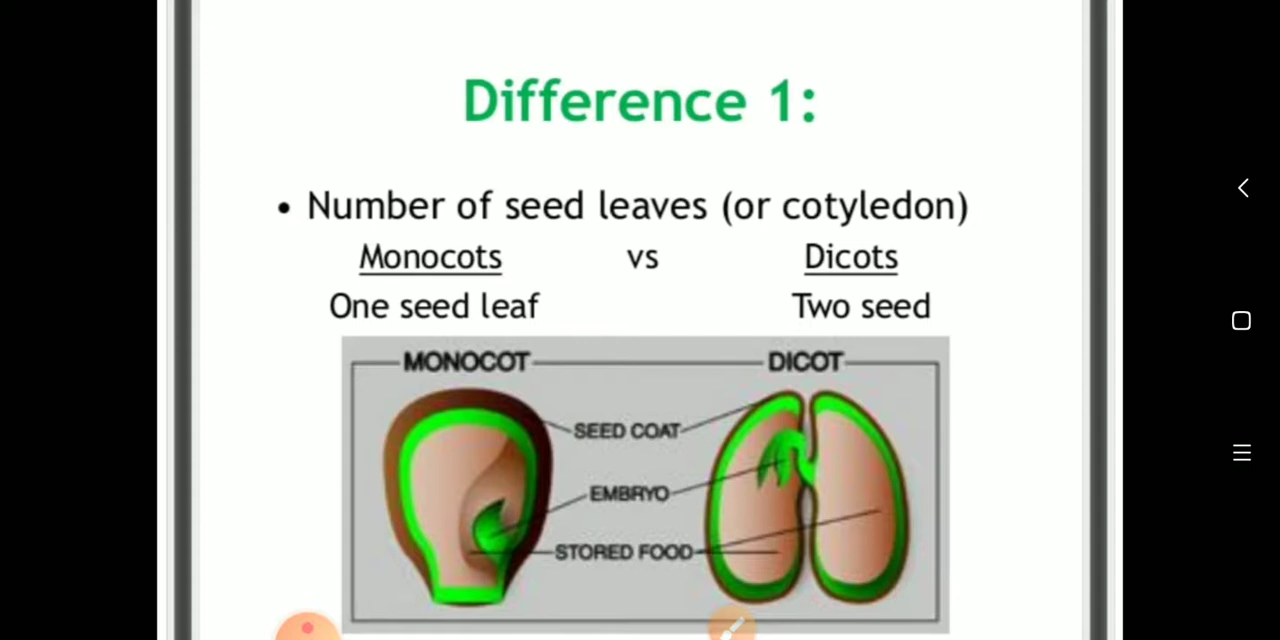 Difference 1:
• Number of seed leaves (or cotyledon)
Monocots vs Dicots
One seed leaf Two seed
MONOCOT DICOT
SEED COAT
EMBRYO
STORED FOOD